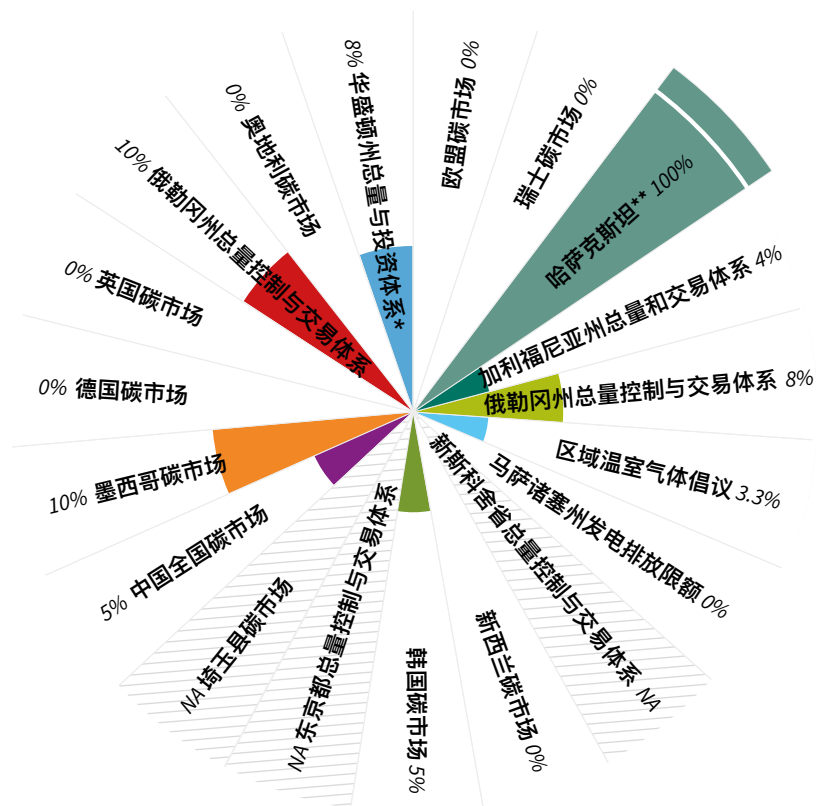 欧盟碳市场 0%
瑞士碳市场 0%
哈萨克斯坦** 100%
加利福尼亚州总量和交易体系 4%
俄勒冈州总量控制与交易体系 8%
区域温室气体倡议 3.3%
马萨诸塞州发电排放限额 0%
新斯科舍省总量控制与交易体系 NA
新西兰碳市场 0%
韩国碳市场 5%
NA 东京都总量控制与交易体系
NA 埼玉县碳市场
5% 中国全国碳市场
10% 墨西哥碳市场
0% 德国碳市场
0% 英国碳市场
10% 俄勒冈州总量控制与交易体系
0% 奥地利碳市场
8% 华盛顿州总量与投资体系*